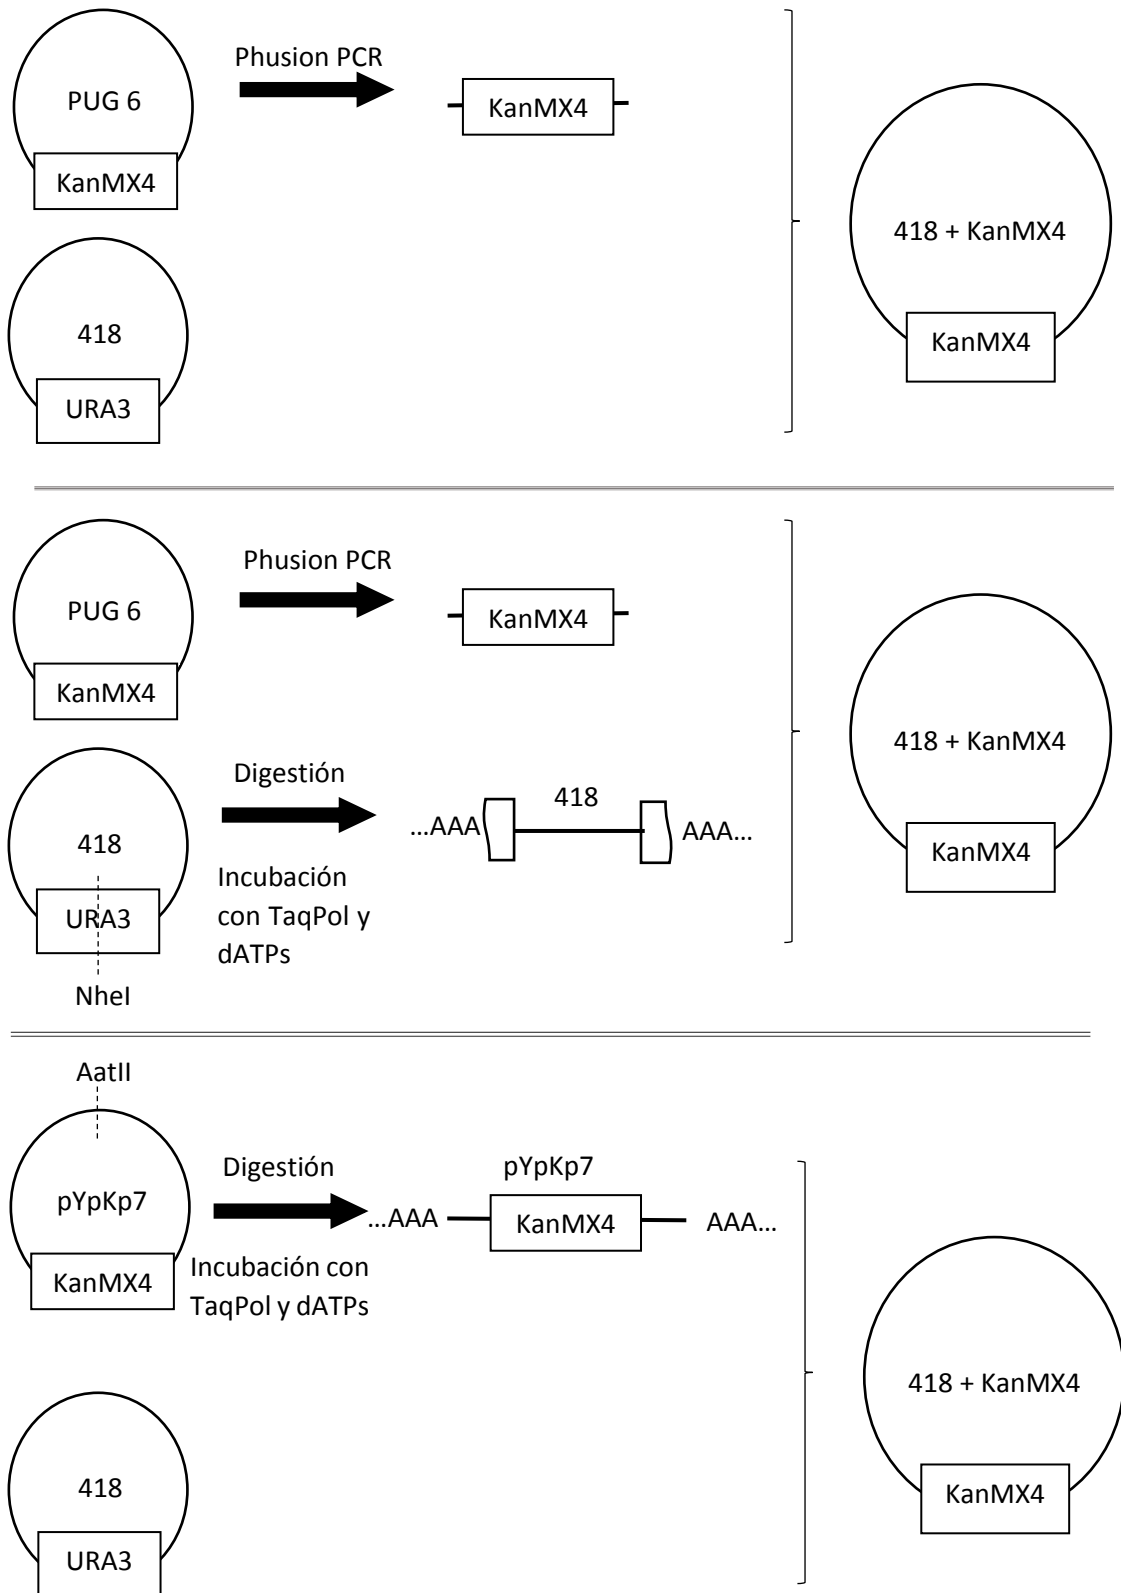 Phusion PCR
PUG 6
KanMX4
KanMX4
418 + KanMX4
418
KanMX4
URA3
Phusion PCR
PUG 6
KanMX4
KanMX4
418 + KanMX4
Digestión
418
...AAA
AAA...
418
KanMX4
Incubación
con TaqPol y
dATPs
URA3
NheI
AatII
Digestión
pYpKp7
pYpKp7
...AAA
KanMX4
AAA...
KanMX4
Incubación con
TaqPol y dATPs
418 + KanMX4
418
KanMX4
URA3